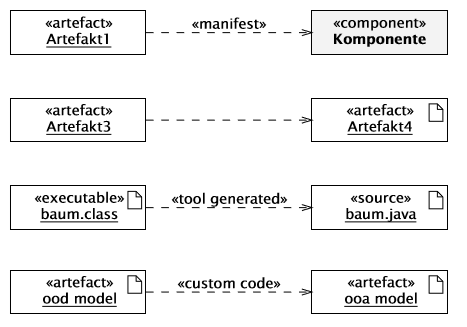 «artefact» «manifest» «component»
Artefakt1 Komponente
«artefact» «artefact»
Artefakt3 Artefakt4
«executable» «tool generated» «source»
baum.class baum.java
«artefact» «custom code» «artefact»
ood model ooa model